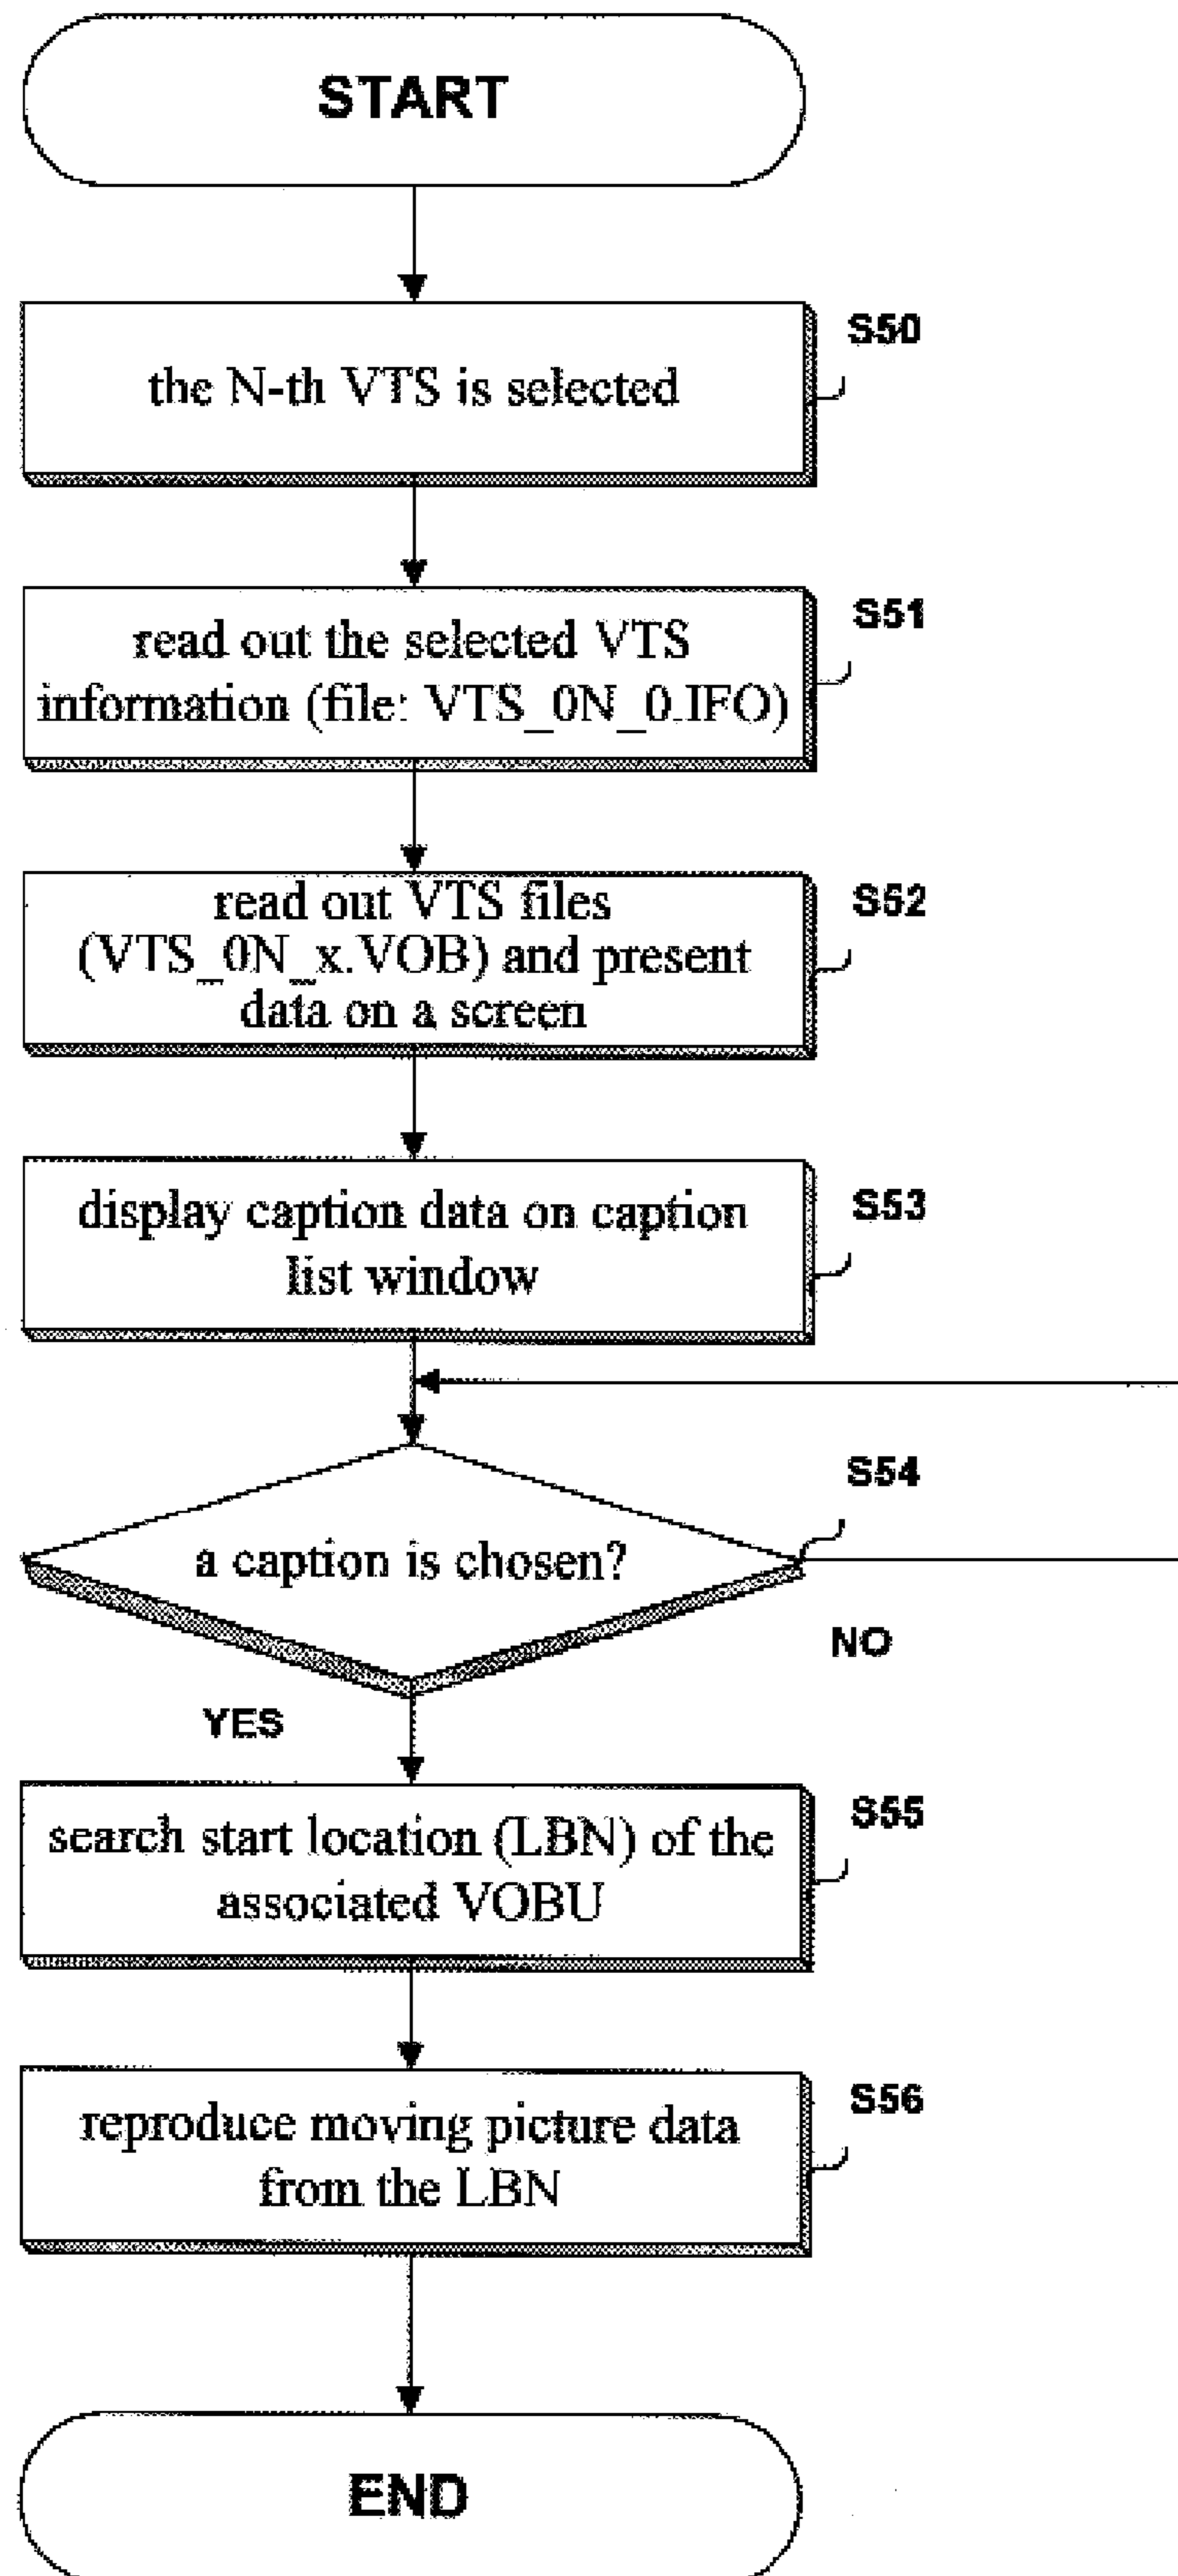 START
S50
the N-th VTS is selected
S51
read out the selected VTS
information (file: VTS_0N_0.IFO)
S52
read out VTS files
(VTS_0N_x.VOB) and present
data on a screen
S53
display caption data on caption
list window
S54
a caption is chosen?
NO
YES
S55
search start location (LBN) of the
associated VOBU
S56
reproduce moving picture data
from the LBN
END